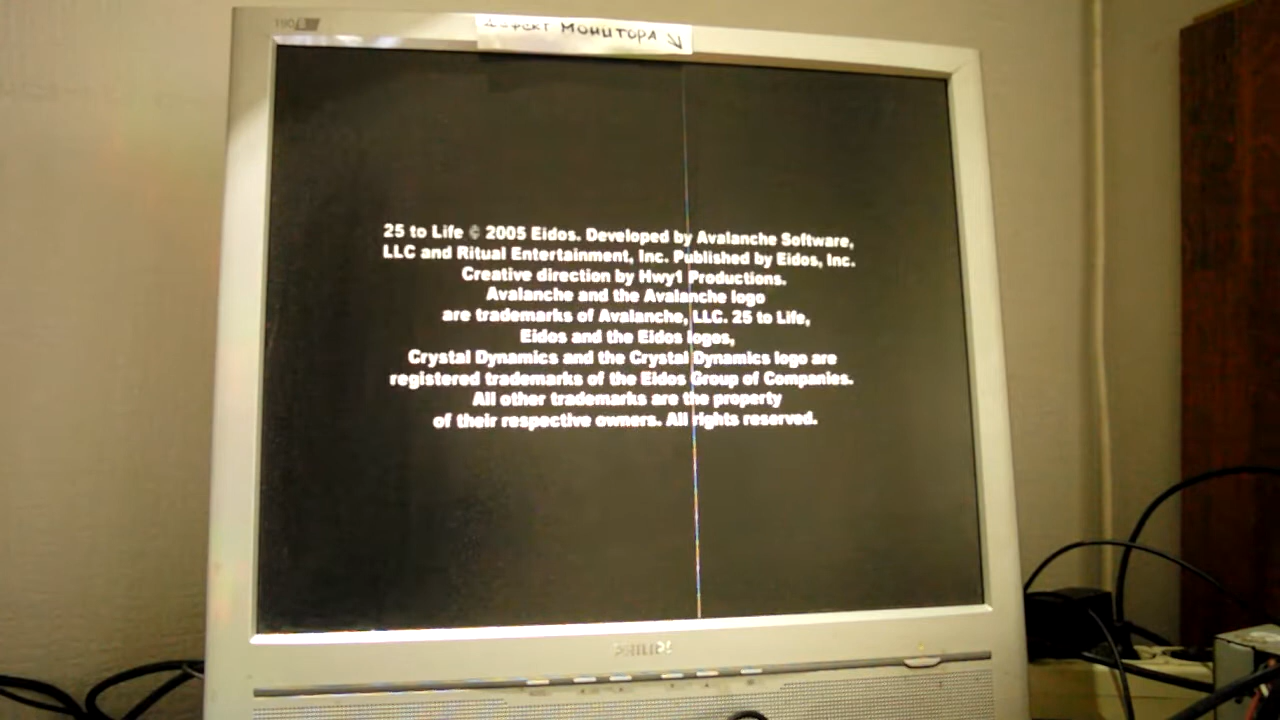 190
ДЕФЕКТ МОНИТОРА
25 to Life © 2005 Eidos. Developed by Avalanche Software,
LLC and Ritual Entertainment, Inc. Published by Eidos, Inc.
Creative direction by Hwy1 Productions.
Avalanche and the Avalanche logo
are trademarks of Avalanche, LLC. 25 to Life,
Eidos and the Eidos logos,
Crystal Dynamics and the Crystal Dynamics logo are
registered trademarks of the Eidos Group of Companies.
All other trademarks are the property
of their respective owners. All rights reserved.
PHILIPS